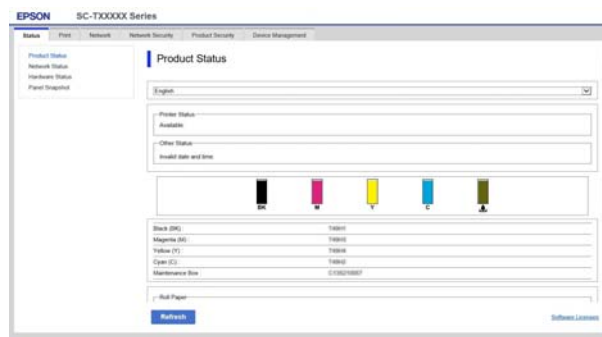 EPSON SC-TXXXXX Series
Status Print Network Network Security Product Security Device Management
Product Status
Network Status
Hardware Status
Panel Snapshot
Product Status
English
Printer Status
Available
Other Status
Invalid date and time.
BK M Y C
Black (BK) :
Magenta (M) :
Yellow (Y) :
Cyan (C) :
Maintenance Box :
Roll Paper
Refresh
Software Licenses